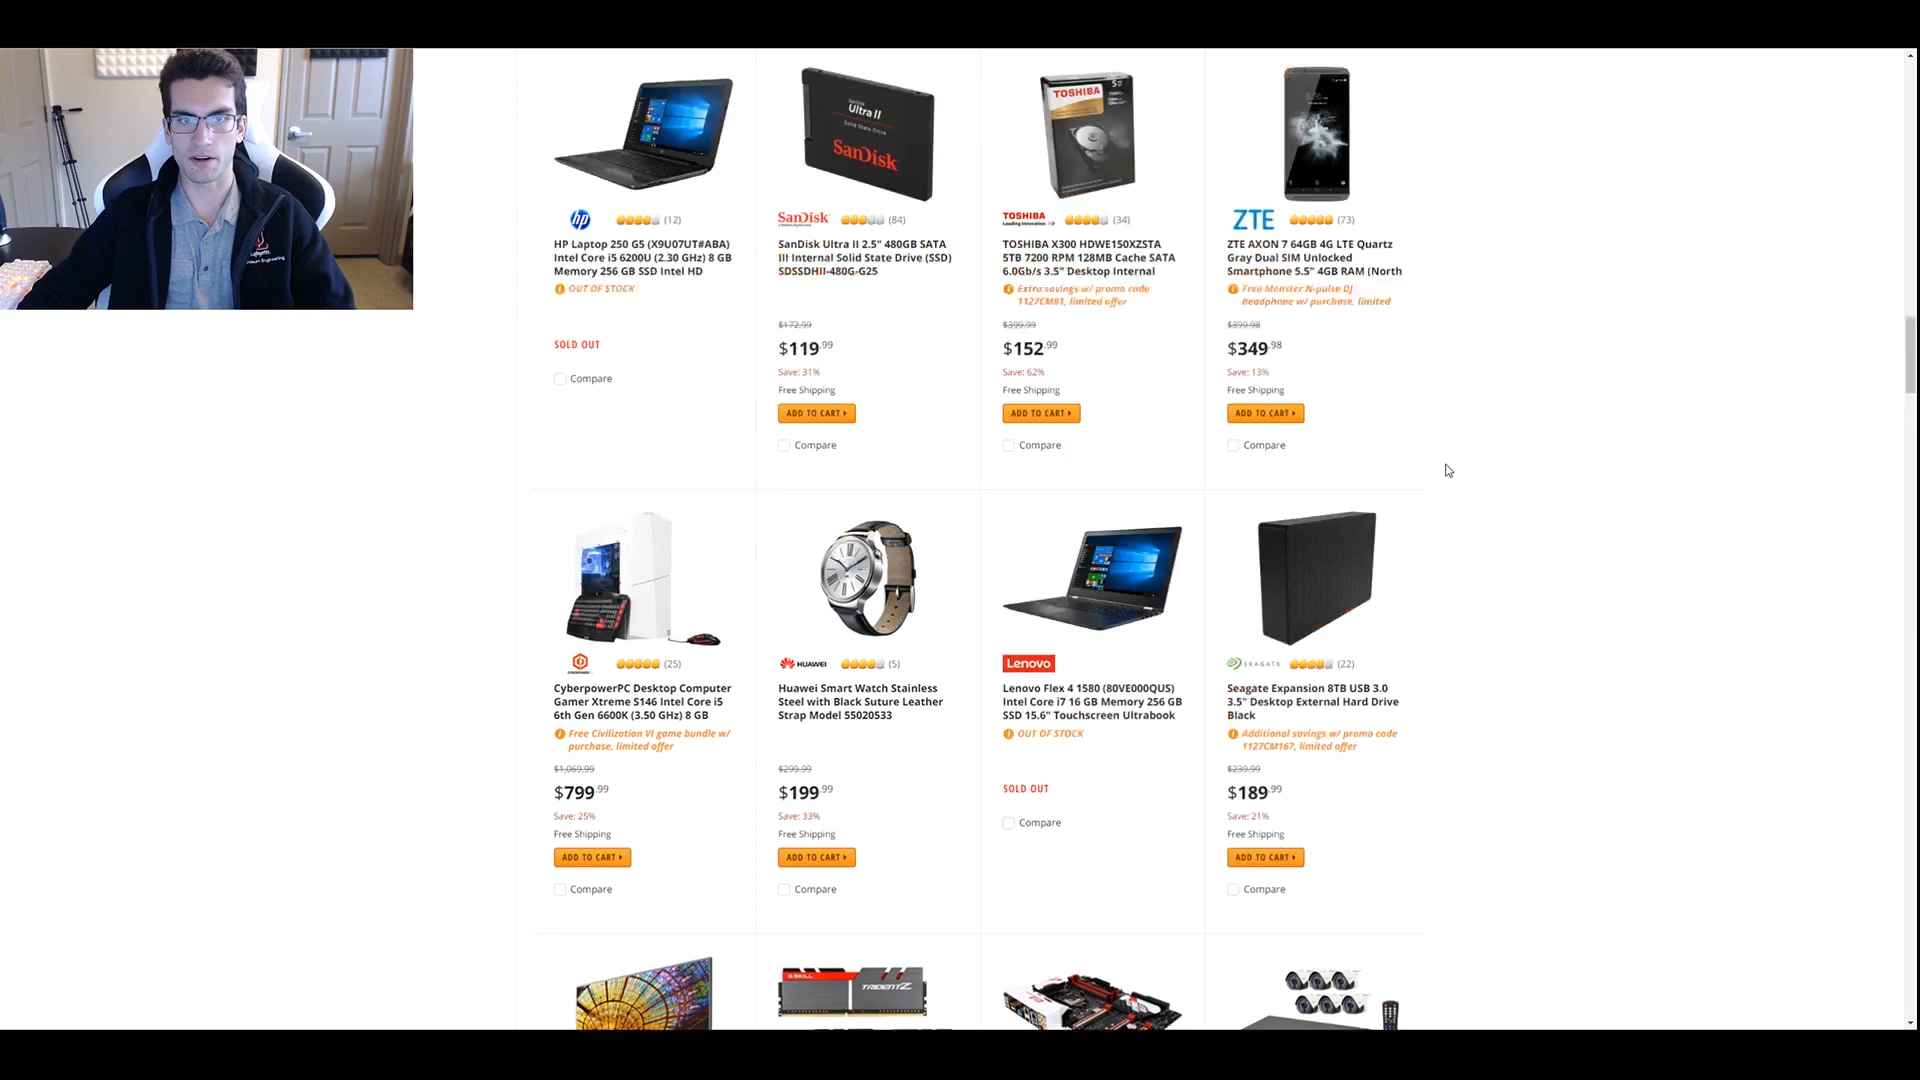 hp (12)
HP Laptop 250 G5 (X9U07UT#ABA)
Intel Core i5 6200U (2.30 GHz) 8 GB
Memory 256 GB SSD Intel HD
OUT OF STOCK
SOLD OUT
Compare
SanDisk
Ultra II
Solid State Drive
SanDisk
SanDisk (84)
SanDisk Ultra II 2.5" 480GB SATA
III Internal Solid State Drive (SSD)
SDSSDHII-480G-G25
$172.99
$119.99
Save: 31%
Free Shipping
ADD TO CART
Compare
TOSHIBA
TOSHIBA
Leading Innovation >>> (34)
TOSHIBA X300 HDWE150XZSTA
5TB 7200 RPM 128MB Cache SATA
6.0Gb/s 3.5" Desktop Internal
Extra savings w/ promo code
1127CM81, limited offer
$399.99
$152.99
Save: 62%
Free Shipping
ADD TO CART
Compare
ZTE (73)
ZTE AXON 7 64GB 4G LTE Quartz
Gray Dual SIM Unlocked
Smartphone 5.5" 4GB RAM (North
Free Monster N-pulse DJ
headphone w/ purchase, limited
$399.98
$349.98
Save: 13%
Free Shipping
ADD TO CART
Compare
(25)
CyberpowerPC Desktop Computer
Gamer Xtreme S146 Intel Core i5
6th Gen 6600K (3.50 GHz) 8 GB
Free Civilization VI game bundle w/
purchase, limited offer
$1,069.99
$799.99
Save: 25%
Free Shipping
ADD TO CART
Compare
HUAWEI (5)
Huawei Smart Watch Stainless
Steel with Black Suture Leather
Strap Model 55020533
$299.99
$199.99
Save: 33%
Free Shipping
ADD TO CART
Compare
Lenovo
Lenovo Flex 4 1580 (80VE000QUS)
Intel Core i7 16 GB Memory 256 GB
SSD 15.6" Touchscreen Ultrabook
OUT OF STOCK
SOLD OUT
Compare
SEAGATE (22)
Seagate Expansion 8TB USB 3.0
3.5" Desktop External Hard Drive
Black
Additional savings w/ promo code
1127CM167, limited offer
$239.99
$189.99
Save: 21%
Free Shipping
ADD TO CART
Compare
G.SKILL
TRIDENT Z